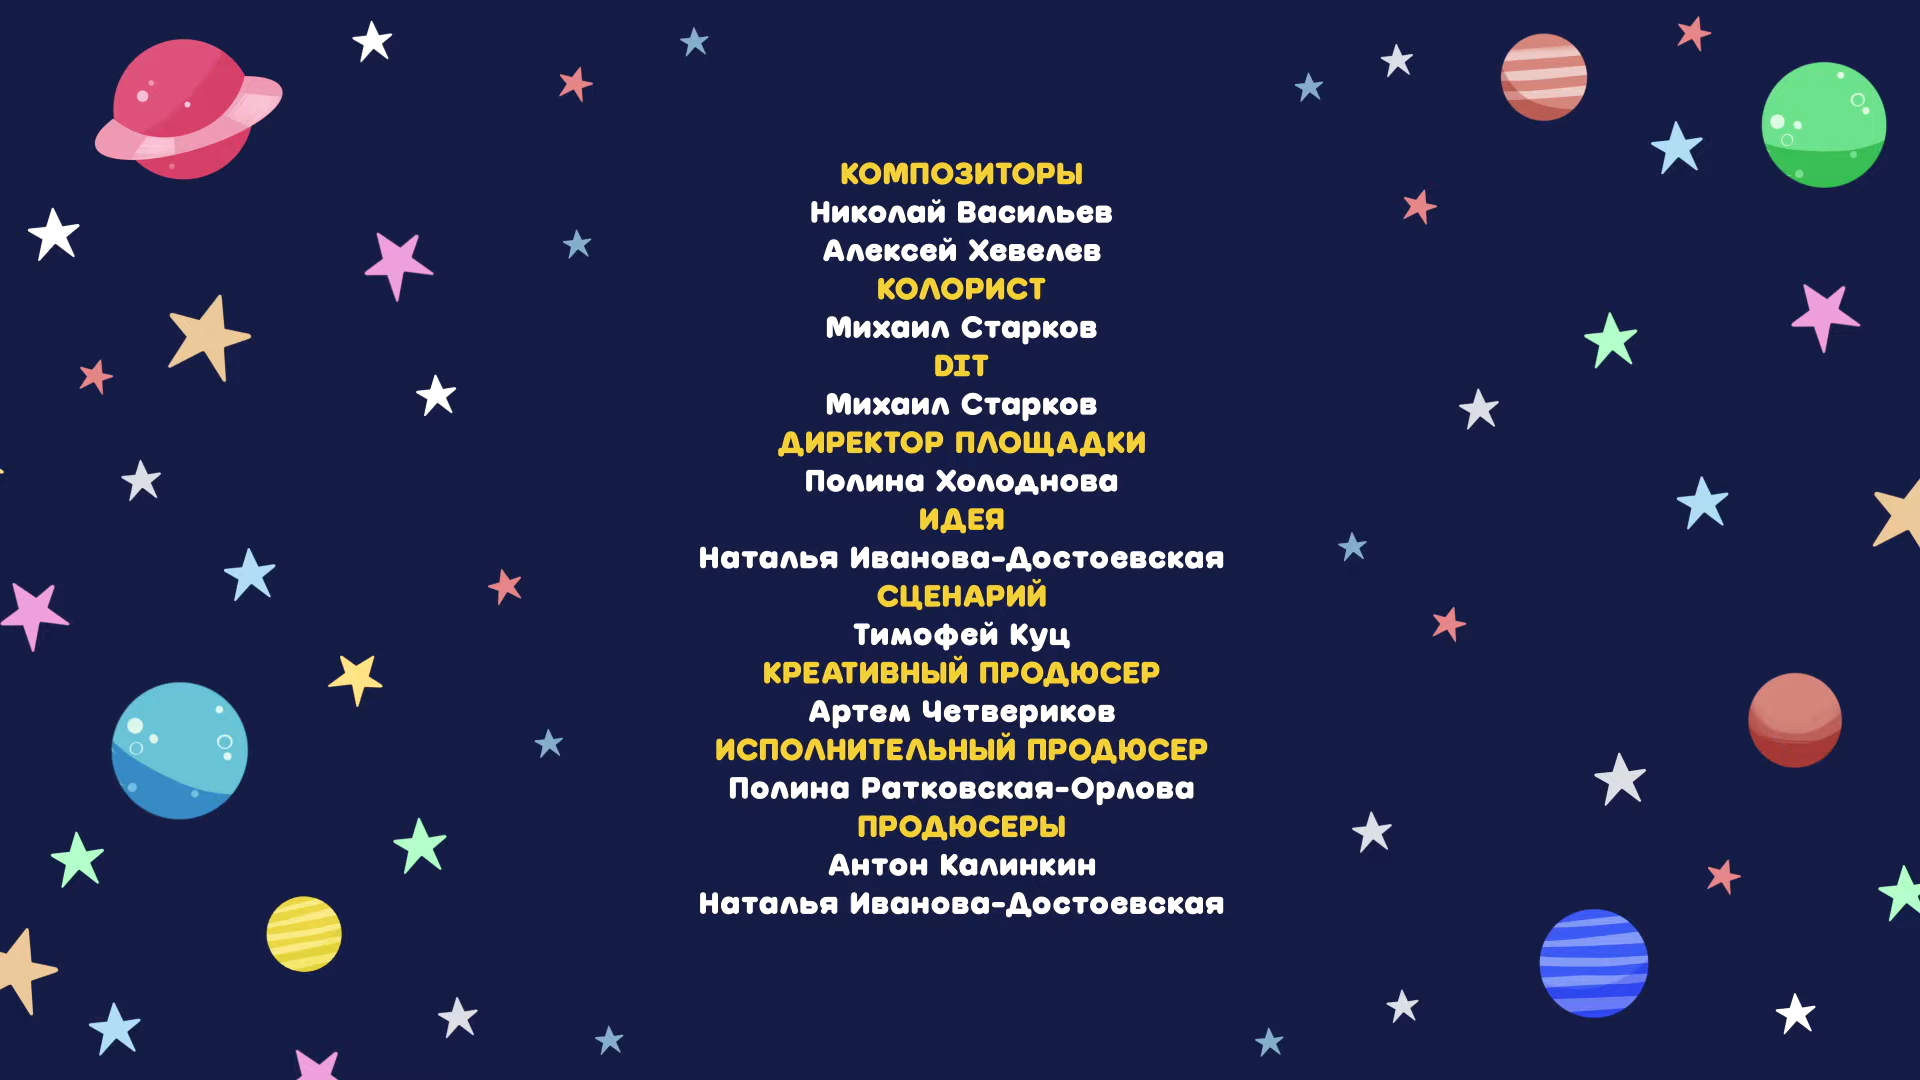 КОМПОЗИТОРЫ
Николай Васильев
Алексей Хевелев
КОЛОРИСТ
Михаил Старков
DIT
Михаил Старков
ДИРЕКТОР ПЛОЩАДКИ
Полина Холоднова
ИДЕЯ
Наталья Иванова-Достоевская
СЦЕНАРИЙ
Тимофей Куц
КРЕАТИВНЫЙ ПРОДЮСЕР
Артем Четвериков
ИСПОЛНИТЕЛЬНЫЙ ПРОДЮСЕР
Полина Ратковская-Орлова
ПРОДЮСЕРЫ
Антон Калинкин
Наталья Иванова-Достоевская